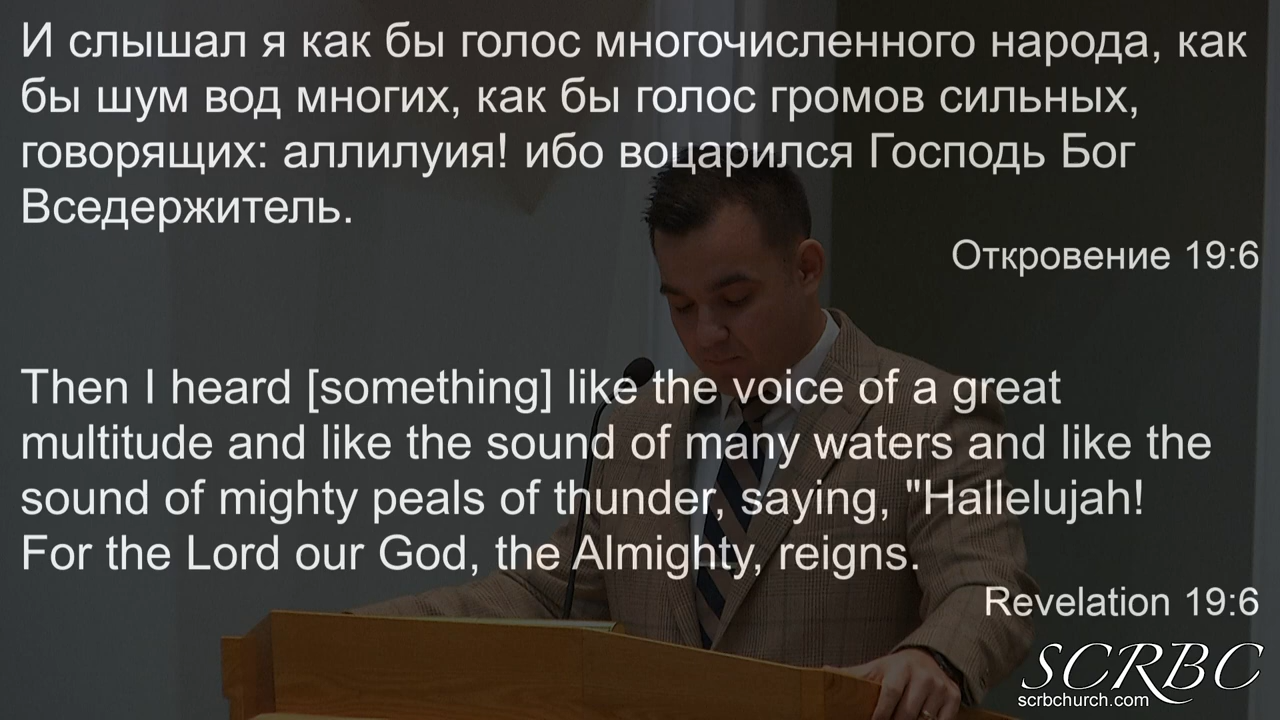 И слышал я как бы голос многочисленного народа, как
бы шум вод многих, как бы голос громов сильных,
говорящих: аллилуия! ибо воцарился Господь Бог
Вседержитель.
Откровение 19:6
Then I heard [something] like the voice of a great
multitude and like the sound of many waters and like the
sound of mighty peals of thunder, saying, "Hallelujah!
For the Lord our God, the Almighty, reigns.
Revelation 19:6
SCRBC
scrbchurch.com